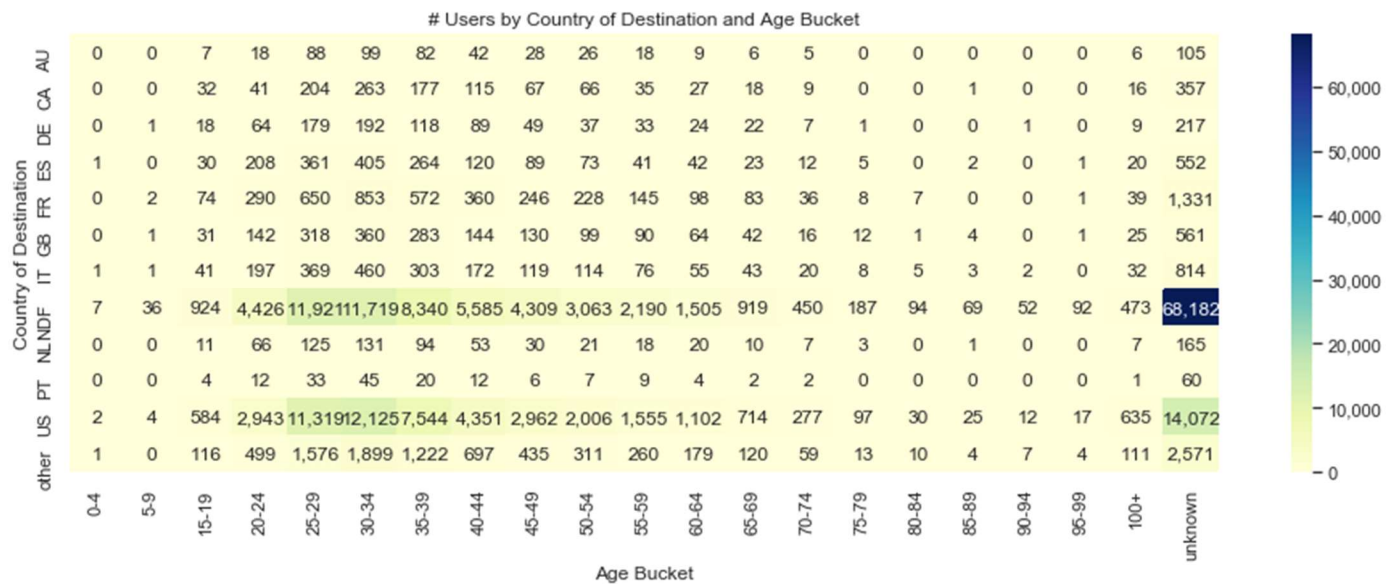 # Users by Country of Destination and Age Bucket
AU 0 0 7 18 88 99 82 42 28 26 18 9 6 5 0 0 0 0 0 6 105
CA 0 0 32 41 204 263 177 115 67 66 35 27 18 9 0 0 1 0 0 16 357
DE 0 1 18 64 179 192 118 89 49 37 33 24 22 7 1 0 0 1 0 9 217
ES 1 0 30 208 361 405 264 120 89 73 41 42 23 12 5 0 2 0 1 20 552
FR 0 2 74 290 650 853 572 360 246 228 145 98 83 36 8 7 0 0 1 39 1,331
GB 0 1 31 142 318 360 283 144 130 99 90 64 42 16 12 1 4 0 1 25 561
IT 1 1 41 197 369 460 303 172 119 114 76 55 43 20 8 5 3 2 0 32 814
NDF 7 36 924 4,426 11,921 11,719 8,340 5,585 4,309 3,063 2,190 1,505 919 450 187 94 69 52 92 473 68,182
NL 0 0 11 66 125 131 94 53 30 21 18 20 10 7 3 0 1 0 0 7 165
PT 0 0 4 12 33 45 20 12 6 7 9 4 2 2 0 0 0 0 0 1 60
US 2 4 584 2,943 11,319 12,125 7,544 4,351 2,962 2,006 1,555 1,102 714 277 97 30 25 12 17 635 14,072
other 1 0 116 499 1,576 1,899 1,222 697 435 311 260 179 120 59 13 10 4 7 4 111 2,571
0-4 5-9 15-19 20-24 25-29 30-34 35-39 40-44 45-49 50-54 55-59 60-64 65-69 70-74 75-79 80-84 85-89 90-94 95-99 100+ unknown
Age Bucket
Country of Destination
60,000
50,000
40,000
30,000
20,000
10,000
0